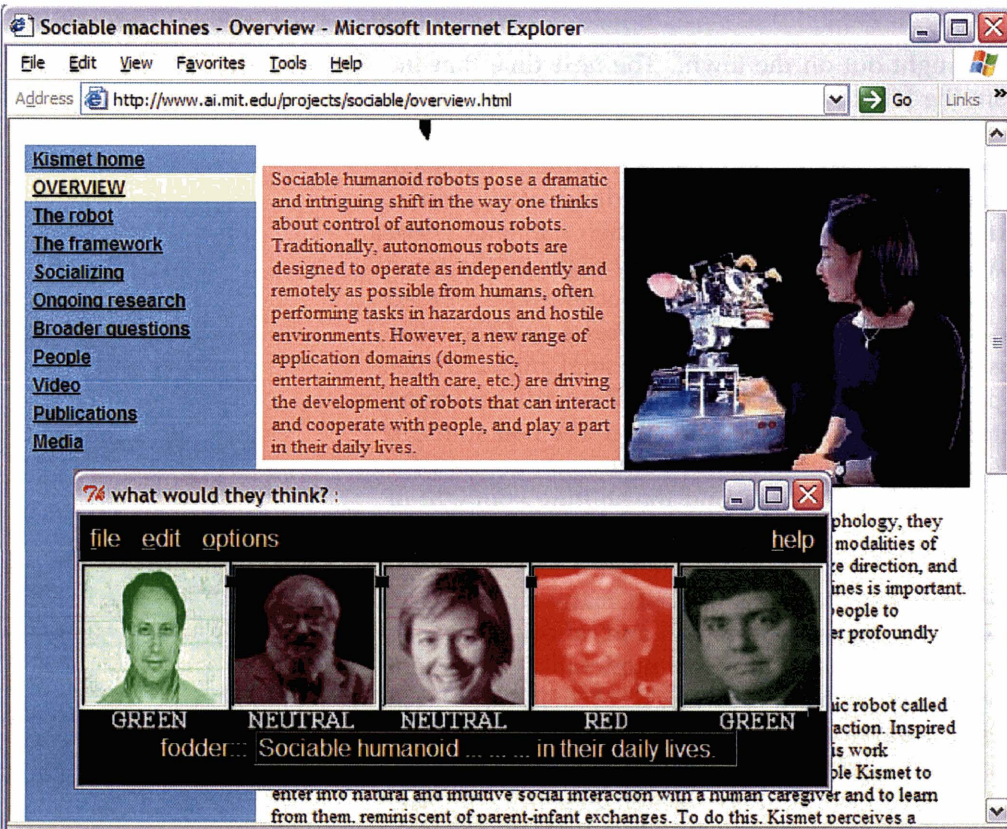 Sociable machines - Overview - Microsoft Internet Explorer
File Edit View Favorites Tools Help
Address http://www.ai.mit.edu/projects/sociable/overview.html Go Links »
Kismet home
OVERVIEW
The robot
The framework
Socializing
Ongoing research
Broader questions
People
Video
Publications
Media
Sociable humanoid robots pose a dramatic
and intriguing shift in the way one thinks
about control of autonomous robots.
Traditionally, autonomous robots are
designed to operate as independently and
remotely as possible from humans, often
performing tasks in hazardous and hostile
environments. However, a new range of
application domains (domestic,
entertainment, health care, etc.) are driving
the development of robots that can interact
and cooperate with people, and play a part
in their daily lives.
what would they think? :
file edit options help
GREEN NEUTRAL NEUTRAL RED GREEN
fodder::: Sociable humanoid ... ... ... in their daily lives.
phology, they
modalities of
e direction, and
ines is important.
people to
er profoundly
ic robot called
action. Inspired
is work
ble Kismet to
enter into natural and intuitive social interaction with a human caregiver and to learn
from them, reminiscent of parent-infant exchanges. To do this, Kismet perceives a